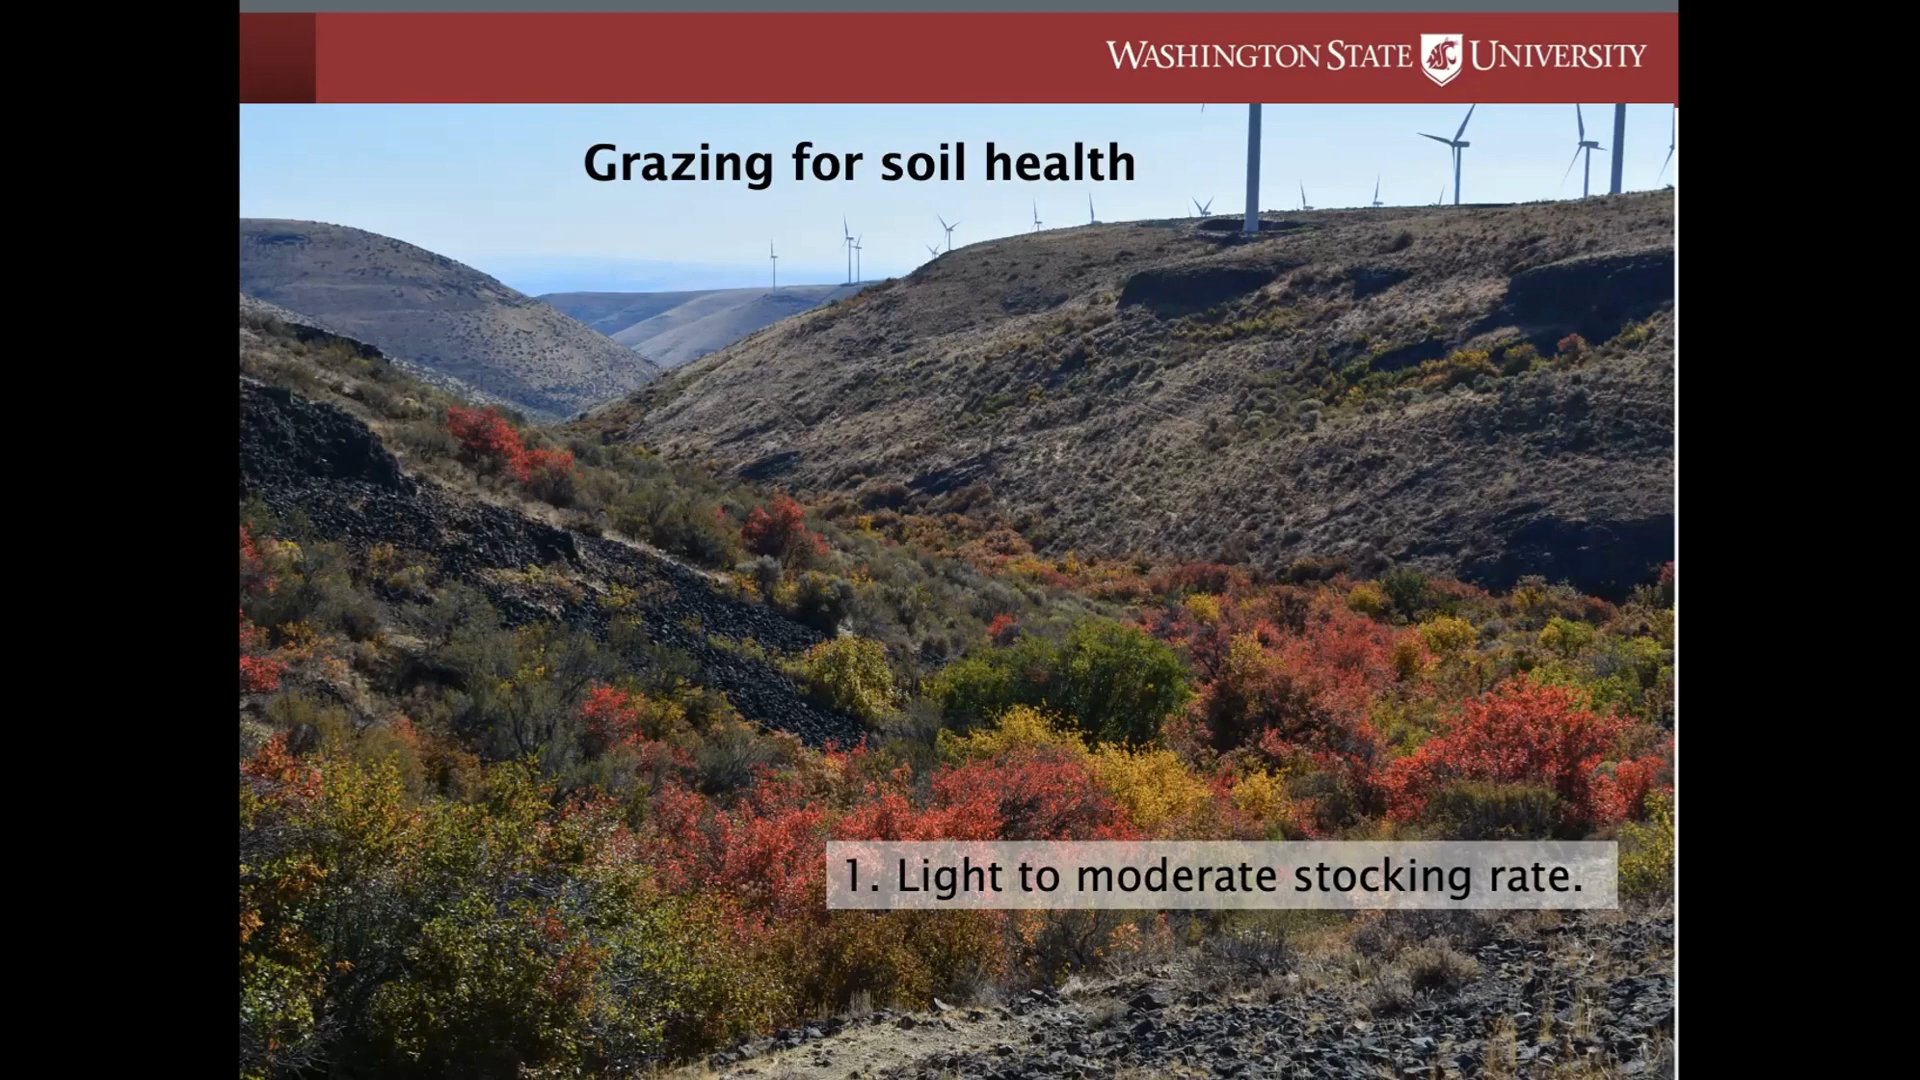 WASHINGTON STATE UNIVERSITY
Grazing for soil health
1. Light to moderate stocking rate.